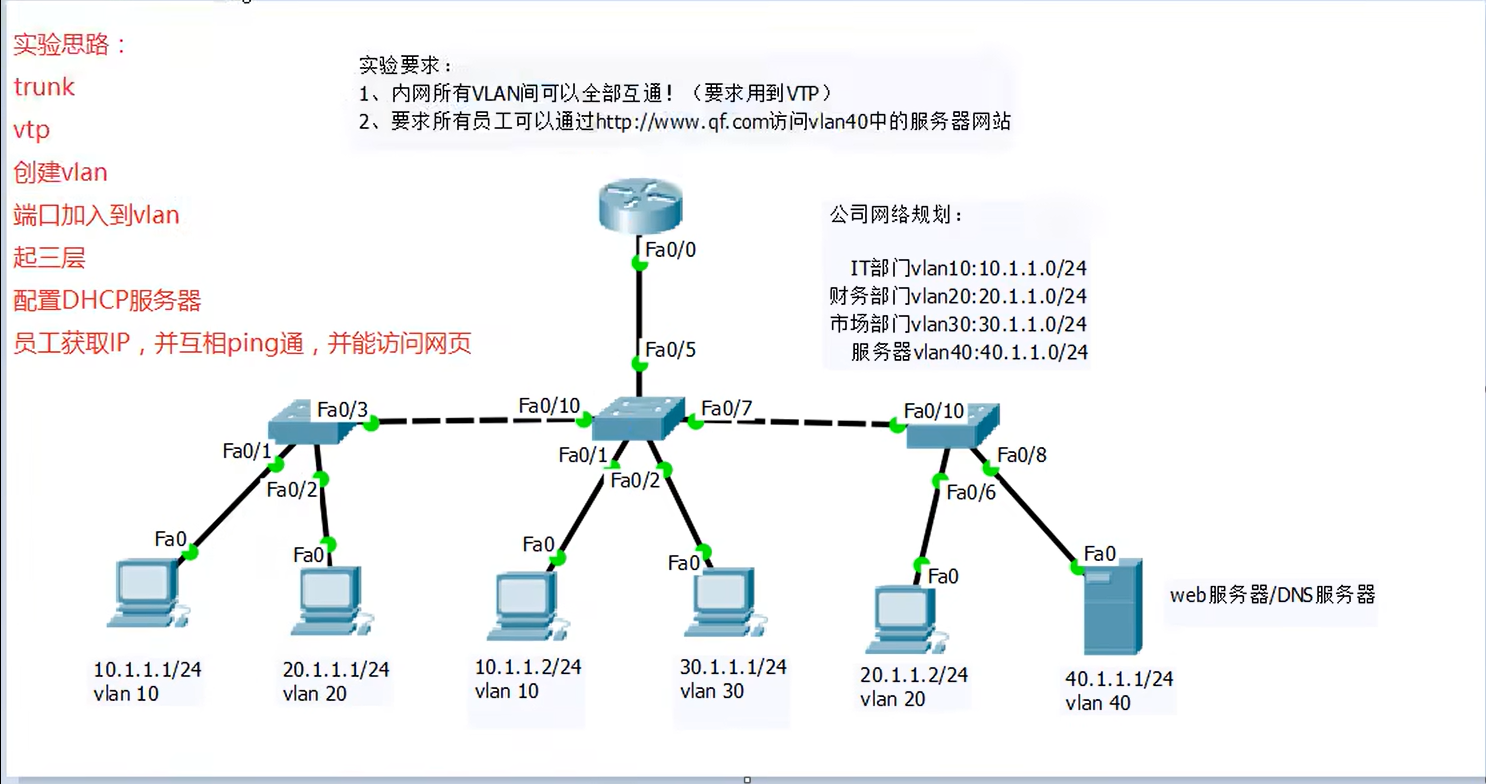 实验思路：
trunk
vtp
创建vlan
端口加入到vlan
起三层
配置DHCP服务器
员工获取IP，并互相ping通，并能访问网页
实验要求：
1、内网所有VLAN间可以全部互通！（要求用到VTP）
2、要求所有员工可以通过http://www.qf.com访问vlan40中的服务器网站
公司网络规划：
IT部门vlan10:10.1.1.0/24
财务部门vlan20:20.1.1.0/24
市场部门vlan30:30.1.1.0/24
服务器vlan40:40.1.1.0/24
Fa0/0
Fa0/5
Fa0/3
Fa0/10
Fa0/7
Fa0/10
Fa0/1
Fa0/2
Fa0/1
Fa0/2
Fa0/8
Fa0/6
Fa0
Fa0
Fa0
Fa0
Fa0
Fa0
web服务器/DNS服务器
10.1.1.1/24
vlan 10
20.1.1.1/24
vlan 20
10.1.1.2/24
vlan 10
30.1.1.1/24
vlan 30
20.1.1.2/24
vlan 20
40.1.1.1/24
vlan 40